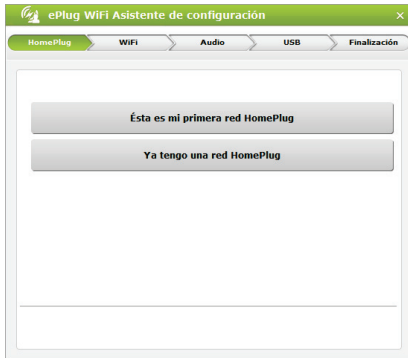 ePlug WiFi Asistente de configuración
HomePlug WiFi Audio USB Finalización
Ésta es mi primera red HomePlug
Ya tengo una red HomePlug